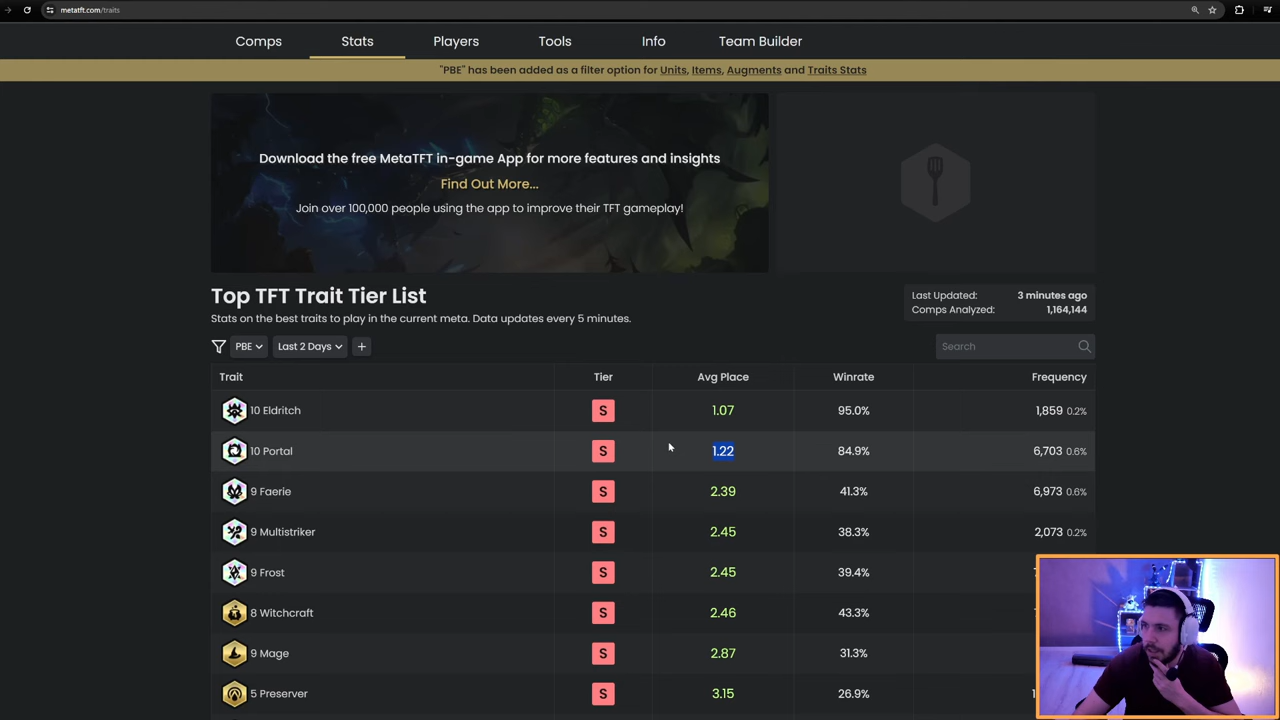 metatft.com/traits
Comps Stats Players Tools Info Team Builder
"PBE" has been added as a filter option for Units, Items, Augments and Traits Stats
Download the free MetaTFT in-game App for more features and insights
Find Out More...
Join over 100,000 people using the app to improve their TFT gameplay!
Top TFT Trait Tier List
Stats on the best traits to play in the current meta. Data updates every 5 minutes.
Last Updated: 3 minutes ago
Comps Analyzed: 1,164,144
PBE Last 2 Days + Search
Trait Tier Avg Place Winrate Frequency
10 Eldritch S 1.07 95.0% 1,859 0.2%
10 Portal S 1.22 84.9% 6,703 0.6%
9 Faerie S 2.39 41.3% 6,973 0.6%
9 Multistriker S 2.45 38.3% 2,073 0.2%
9 Frost S 2.45 39.4%
8 Witchcraft S 2.46 43.3%
9 Mage S 2.87 31.3%
5 Preserver S 3.15 26.9%